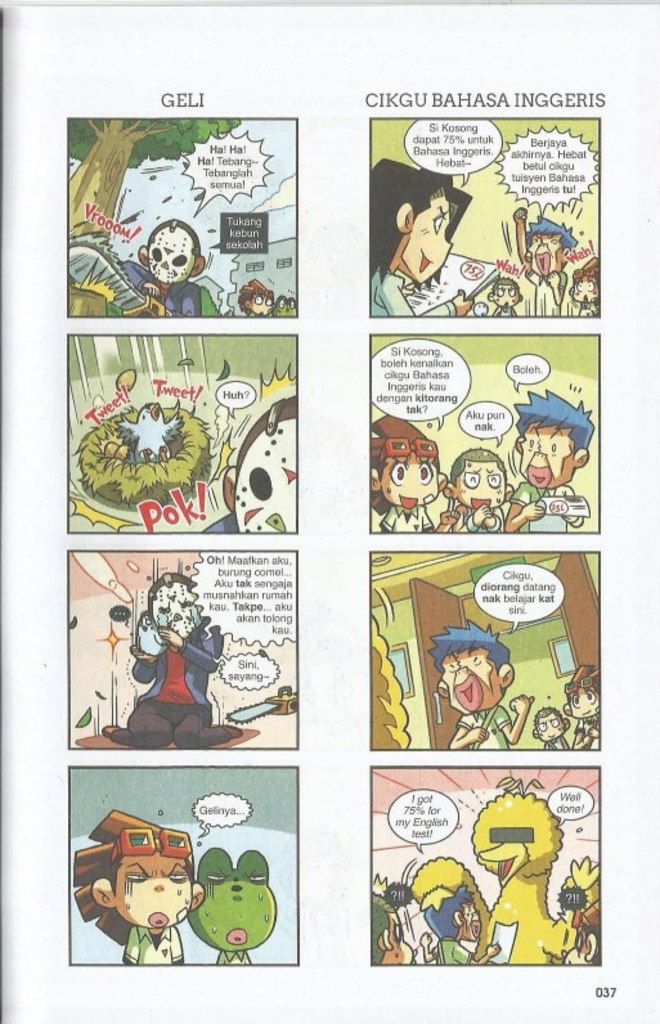 GELI
Ha! Ha!
Ha! Tebang~
Tebanglah
semua!
Vrooom!
Tukang
kebun
sekolah
Tweet!
Tweet!
Huh?
Pok!
Oh! Maafkan aku,
burung comel...
Aku tak sengaja
musnahkan rumah
kau. Takpe... aku
akan tolong
kau.
...
Sini,
sayang~
Gelinya...
CIKGU BAHASA INGGERIS
Si Kosong
dapat 75% untuk
Bahasa Inggeris.
Hebat~
Berjaya
akhirnya. Hebat
betul cikgu
tuisyen Bahasa
Inggeris tu!
Wah!
Wah!
Si Kosong,
boleh kenalkan
cikgu Bahasa
Inggeris kau
dengan kitorang
tak?
Boleh.
Aku pun
nak.
Cikgu,
diorang datang
nak belajar kat
sini.
I got
75% for
my English
test!
Well
done!
?!!
?!!
037